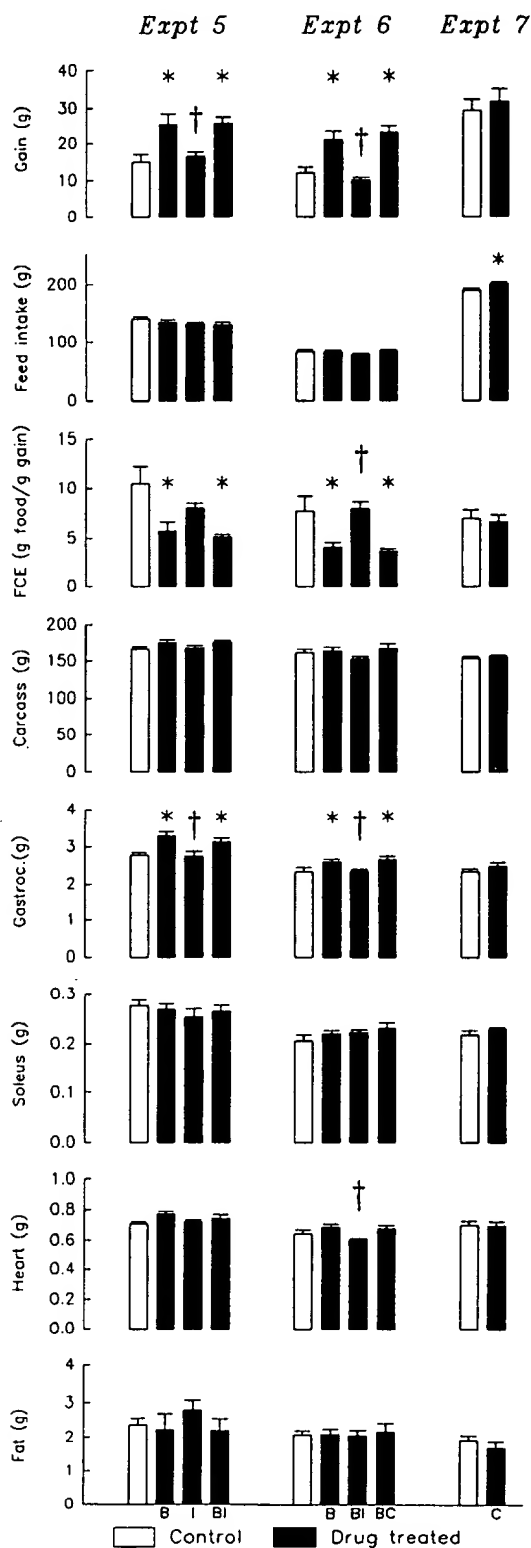 Expt 5 Expt 6 Expt 7
Gain (g)
40
30
20
10
0
* † *
* † *
Feed intake (g)
200
100
0
*
FCE (g food/g gain)
15
10
5
0
* *
* † *
Carcass (g)
200
150
100
50
0
Gastroc.(g)
4
3
2
1
0
* † *
* † *
Soleus (g)
0.3
0.2
0.1
0.0
Heart (g)
1.0
0.8
0.6
0.4
0.2
0.0
†
Fat (g)
4
3
2
1
0
B I BI B BI BC C
Control Drug treated